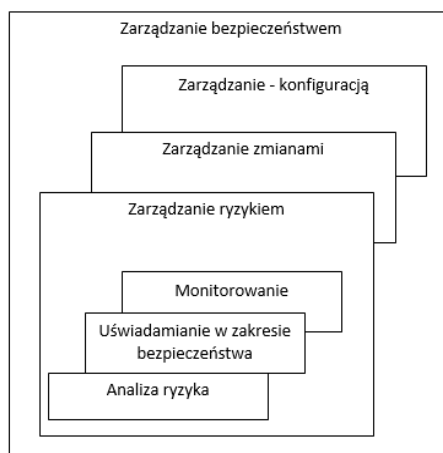 Zarządzanie bezpieczeństwem
Zarządzanie - konfiguracją
Zarządzanie zmianami
Zarządzanie ryzykiem
Monitorowanie
Uświadamianie w zakresie
bezpieczeństwa
Analiza ryzyka